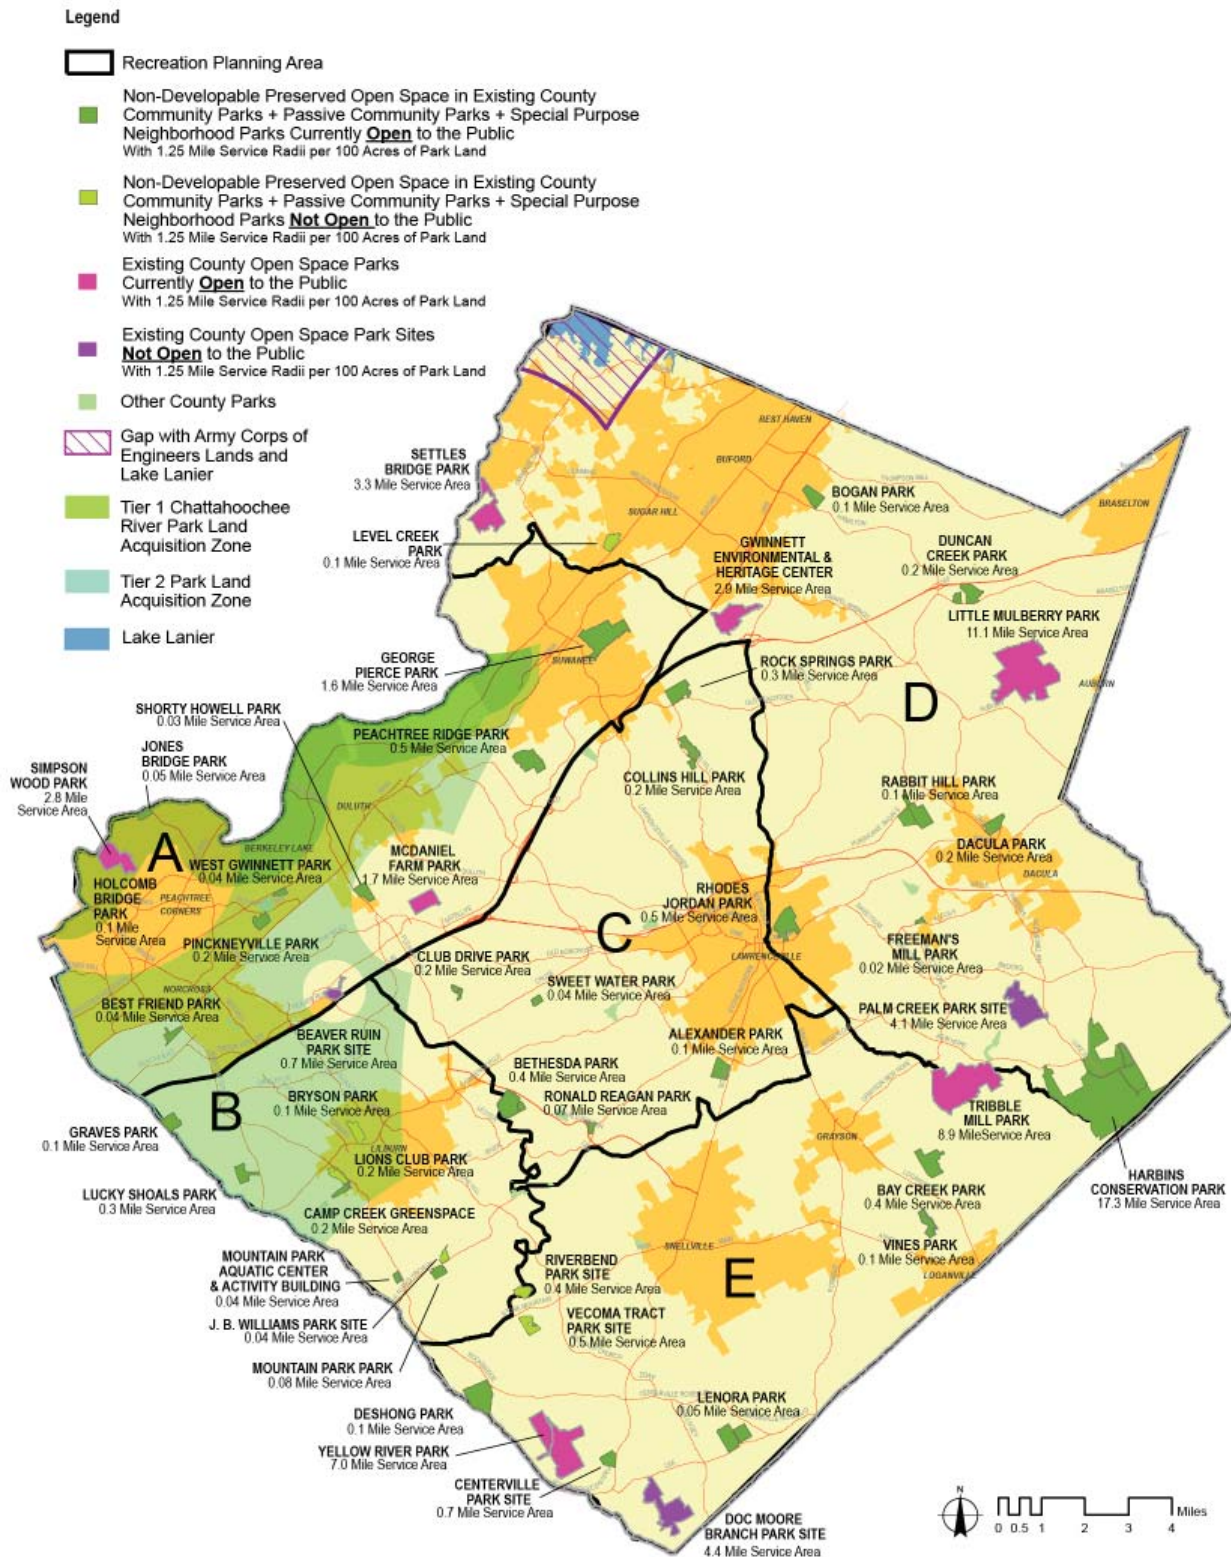 Legend
Recreation Planning Area
Non-Developable Preserved Open Space in Existing County
Community Parks + Passive Community Parks + Special Purpose
Neighborhood Parks Currently Open to the Public
With 1.25 Mile Service Radii per 100 Acres of Park Land
Non-Developable Preserved Open Space in Existing County
Community Parks + Passive Community Parks + Special Purpose
Neighborhood Parks Not Open to the Public
With 1.25 Mile Service Radii per 100 Acres of Park Land
Existing County Open Space Parks
Currently Open to the Public
With 1.25 Mile Service Radii per 100 Acres of Park Land
Existing County Open Space Park Sites
Not Open to the Public
With 1.25 Mile Service Radii per 100 Acres of Park Land
Other County Parks
Gap with Army Corps of
Engineers Lands and
Lake Lanier
Tier 1 Chattahoochee
River Park Land
Acquisition Zone
Tier 2 Park Land
Acquisition Zone
Lake Lanier
REST HAVEN
BUFORD
SUGAR HILL
BRASELTON
SETTLES
BRIDGE PARK
3.3 Mile Service Area
BOGAN PARK
0.1 Mile Service Area
LEVEL CREEK
PARK
0.1 Mile Service Area
GWINNETT
ENVIRONMENTAL &
HERITAGE CENTER
2.9 Mile Service Area
DUNCAN
CREEK PARK
0.2 Mile Service Area
LITTLE MULBERRY PARK
11.1 Mile Service Area
AUBURN
GEORGE
PIERCE PARK
1.6 Mile Service Area
SUWANEE
ROCK SPRINGS PARK
0.3 Mile Service Area
D
SHORTY HOWELL PARK
0.03 Mile Service Area
PEACHTREE RIDGE PARK
0.5 Mile Service Area
JONES
BRIDGE PARK
0.05 Mile Service Area
SIMPSON
WOOD PARK
2.8 Mile
Service Area
COLLINS HILL PARK
0.2 Mile Service Area
RABBIT HILL PARK
0.1 Mile Service Area
DULUTH
BERKELEY LAKE
A
WEST GWINNETT PARK
0.04 Mile Service Area
MCDANIEL
FARM PARK
1.7 Mile Service Area
DACULA PARK
0.2 Mile Service Area
DACULA
HOLCOMB
BRIDGE
PARK
0.1 Mile
Service Area
PEACHTREE
CORNERS
RHODES
JORDAN PARK
0.5 Mile Service Area
C
PINCKNEYVILLE PARK
0.2 Mile Service Area
CLUB DRIVE PARK
0.2 Mile Service Area
LAWRENCEVILLE
FREEMAN'S
MILL PARK
0.02 Mile Service Area
SWEET WATER PARK
0.04 Mile Service Area
NORCROSS
BEST FRIEND PARK
0.04 Mile Service Area
PALM CREEK PARK SITE
4.1 Mile Service Area
BEAVER RUIN
PARK SITE
0.7 Mile Service Area
ALEXANDER PARK
0.1 Mile Service Area
BETHESDA PARK
0.4 Mile Service Area
B
BRYSON PARK
0.1 Mile Service Area
RONALD REAGAN PARK
0.07 Mile Service Area
TRIBBLE
MILL PARK
8.9 MileService Area
GRAVES PARK
0.1 Mile Service Area
GRAYSON
LILBURN
LIONS CLUB PARK
0.2 Mile Service Area
HARBINS
CONSERVATION PARK
17.3 Mile Service Area
LUCKY SHOALS PARK
0.3 Mile Service Area
BAY CREEK PARK
0.4 Mile Service Area
CAMP CREEK GREENSPACE
0.2 Mile Service Area
SNELLVILLE
VINES PARK
0.1 Mile Service Area
LOGANVILLE
MOUNTAIN PARK
AQUATIC CENTER
& ACTIVITY BUILDING
0.04 Mile Service Area
RIVERBEND
PARK SITE
0.4 Mile Service Area
E
J. B. WILLIAMS PARK SITE
0.04 Mile Service Area
VECOMA TRACT
PARK SITE
0.5 Mile Service Area
MOUNTAIN PARK PARK
0.08 Mile Service Area
LENORA PARK
0.05 Mile Service Area
DESHONG PARK
0.1 Mile Service Area
YELLOW RIVER PARK
7.0 Mile Service Area
CENTERVILLE
PARK SITE
0.7 Mile Service Area
DOC MOORE
BRANCH PARK SITE
4.4 Mile Service Area
N
Miles
0 0.5 1 2 3 4